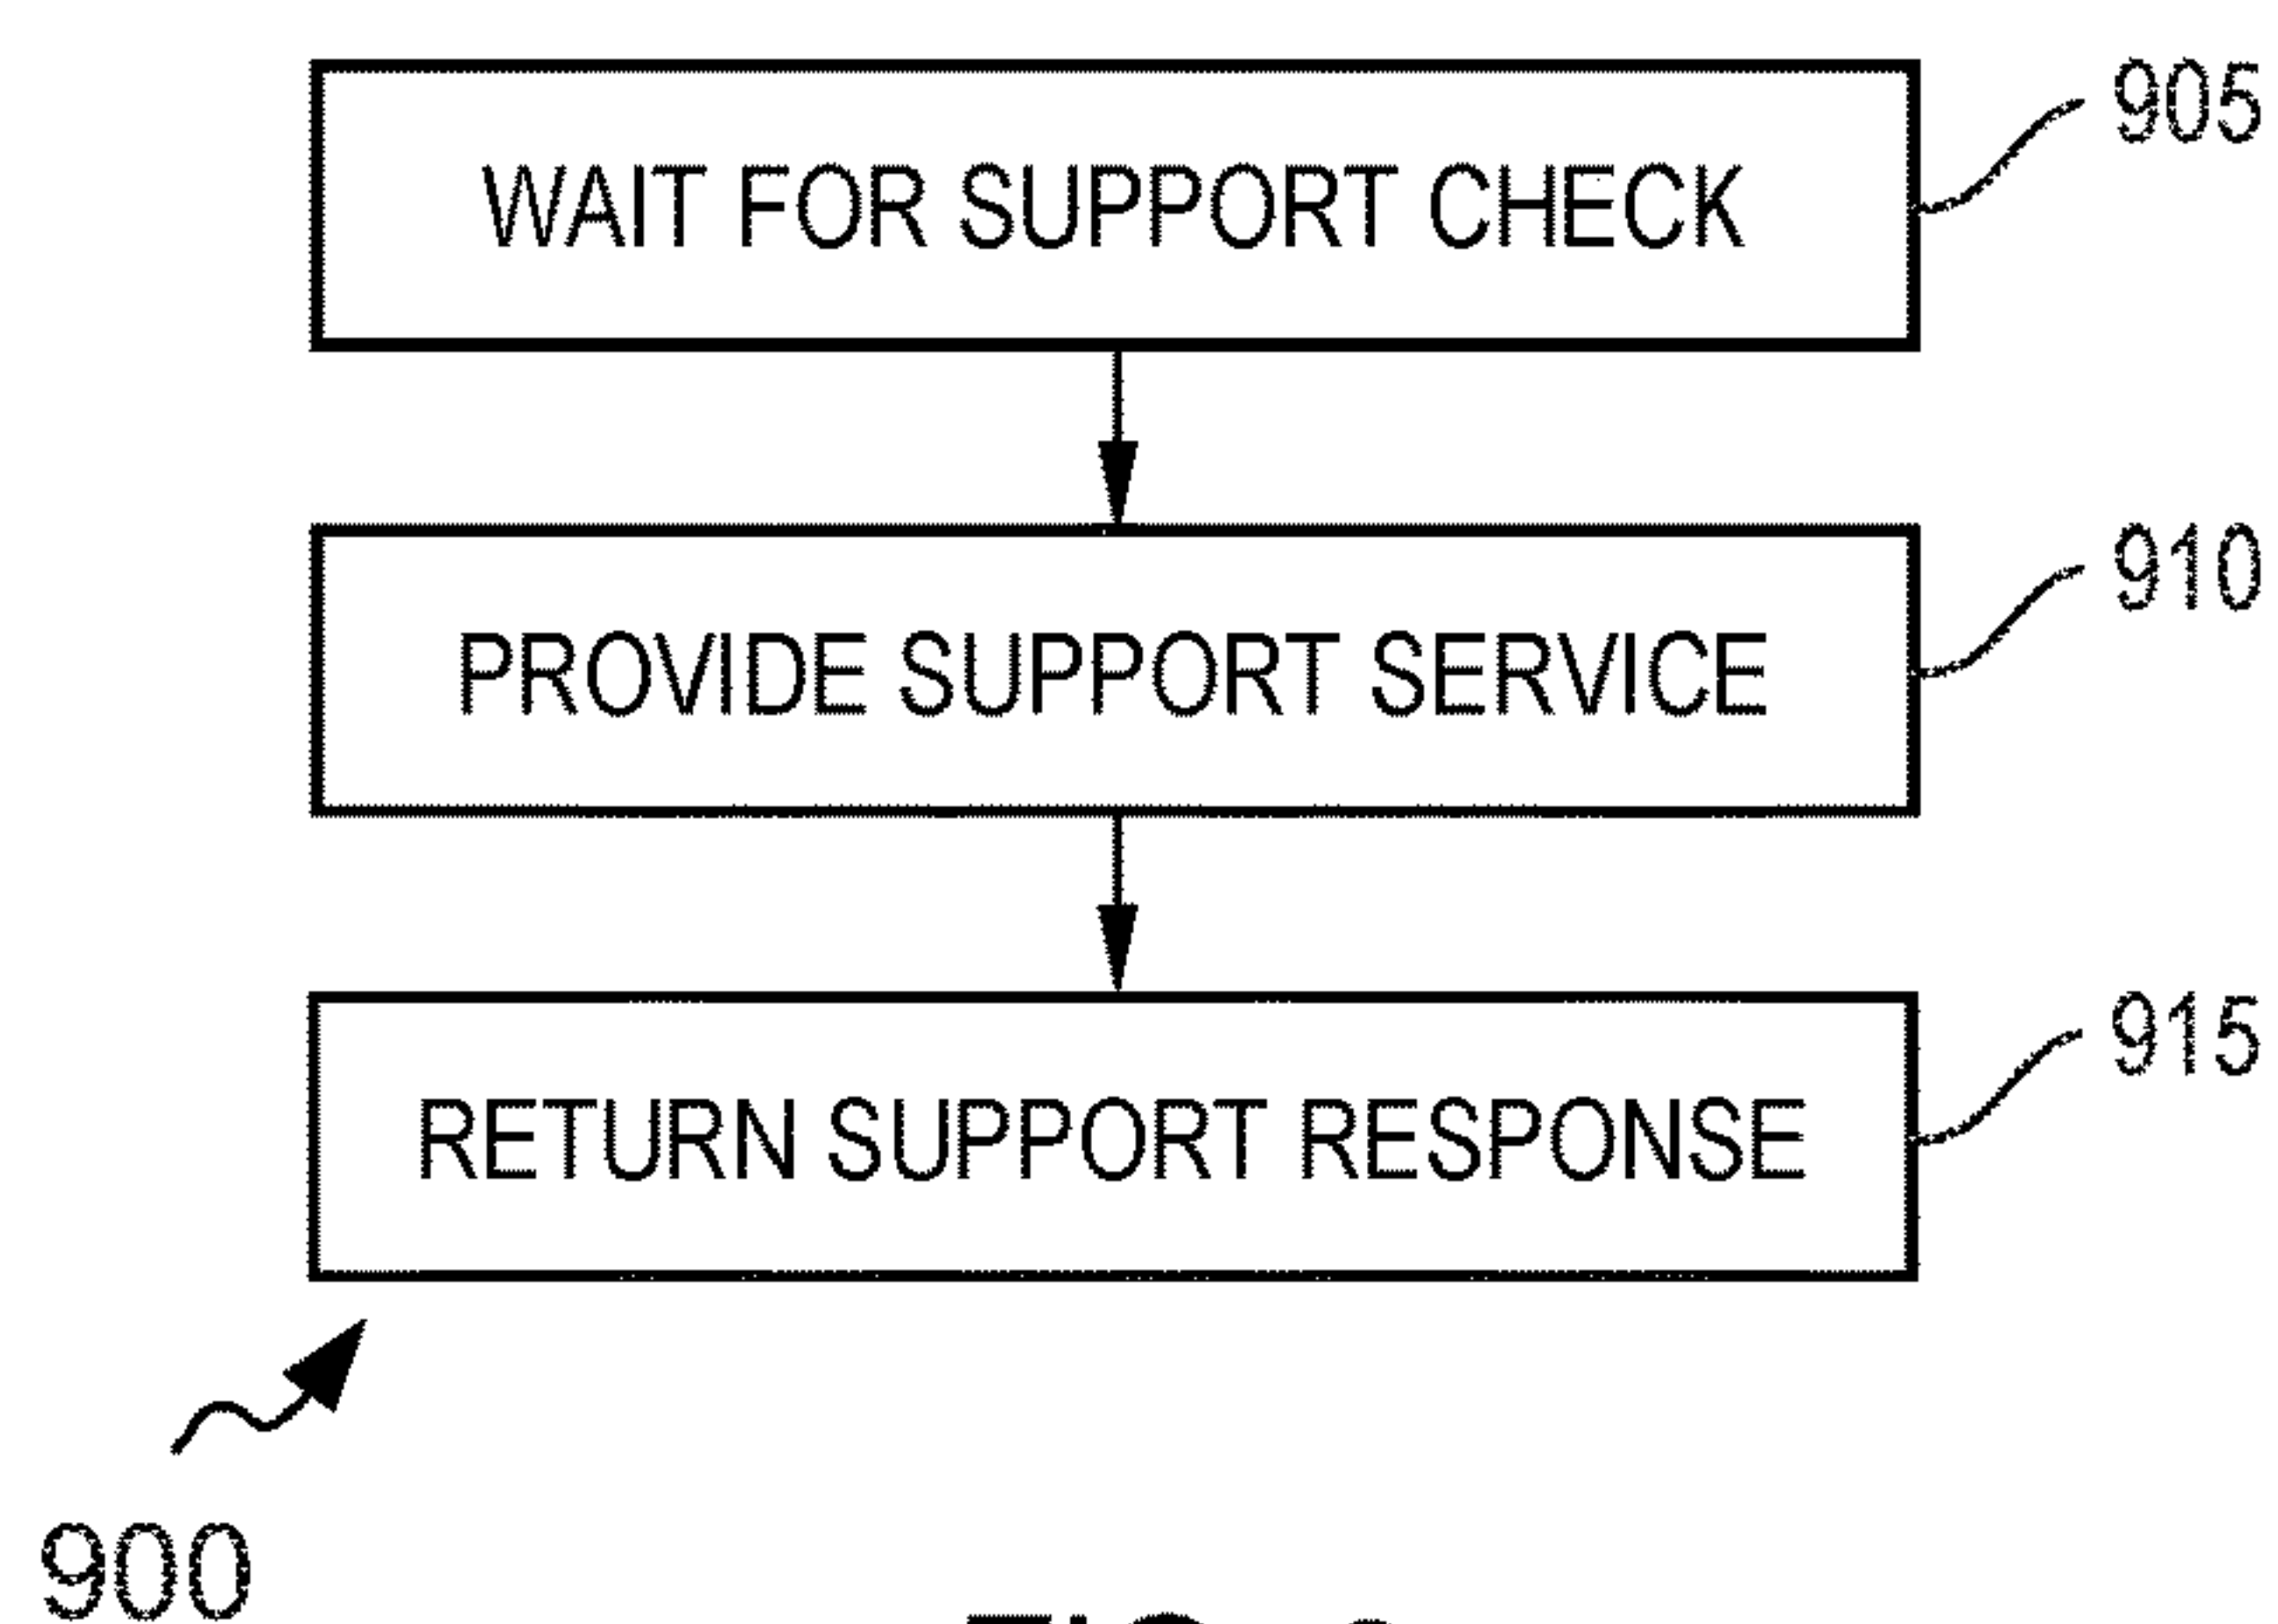 WAIT FOR SUPPORT CHECK
905
PROVIDE SUPPORT SERVICE
910
RETURN SUPPORT RESPONSE
915
900